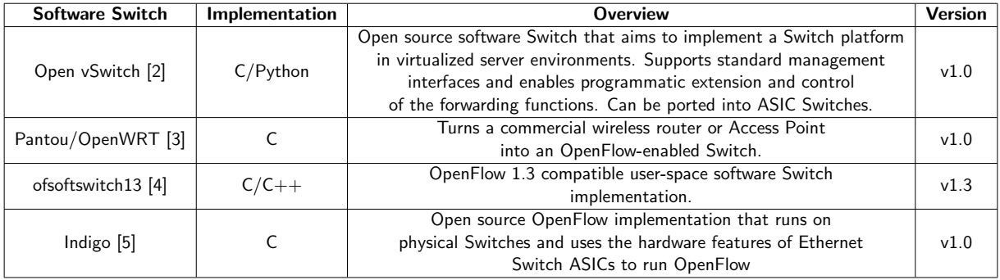 Software Switch Implementation Overview Version
Open vSwitch [2] C/Python Open source software Switch that aims to implement a Switch platform
in virtualized server environments. Supports standard management
interfaces and enables programmatic extension and control
of the forwarding functions. Can be ported into ASIC Switches. v1.0
Pantou/OpenWRT [3] C Turns a commercial wireless router or Access Point
into an OpenFlow-enabled Switch. v1.0
ofsoftswitch13 [4] C/C++ OpenFlow 1.3 compatible user-space software Switch
implementation. v1.3
Indigo [5] C Open source OpenFlow implementation that runs on
physical Switches and uses the hardware features of Ethernet
Switch ASICs to run OpenFlow v1.0